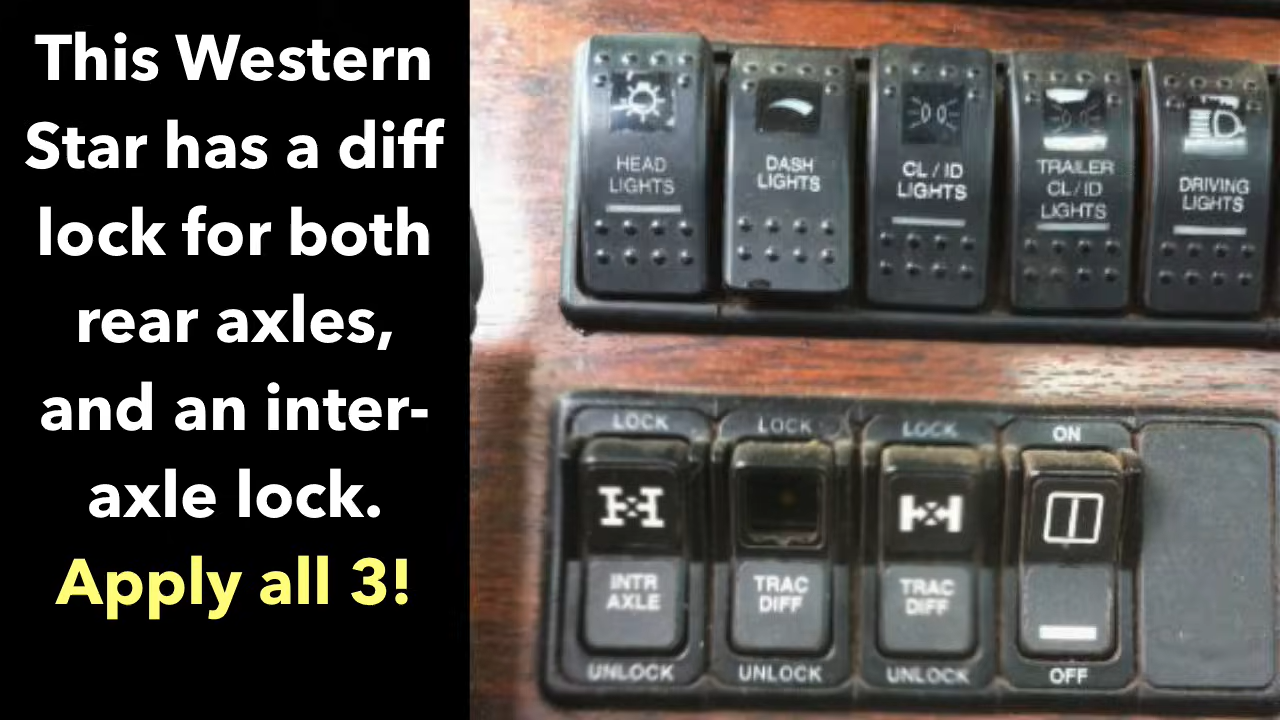 This Western
Star has a diff
lock for both
rear axles,
and an inter-
axle lock.
Apply all 3!
HEAD
LIGHTS
DASH
LIGHTS
CL / ID
LIGHTS
TRAILER
CL / ID
LIGHTS
DRIVING
LIGHTS
LOCK
INTR
AXLE
UNLOCK
LOCK
TRAC
DIFF
UNLOCK
LOCK
TRAC
DIFF
UNLOCK
ON
OFF